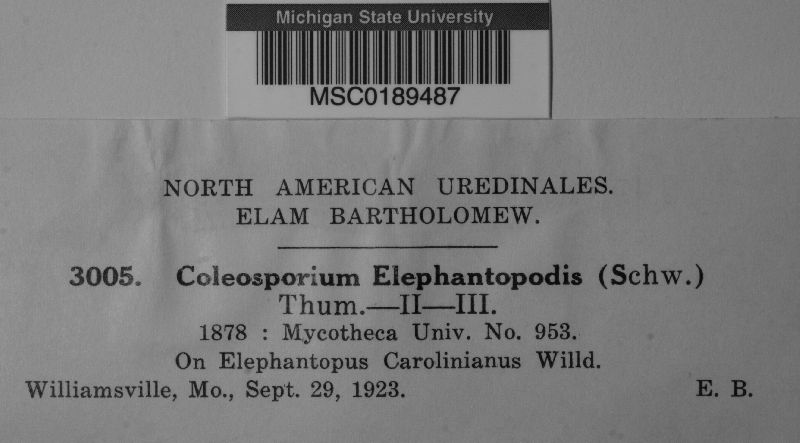 Michigan State University
MSC0189487
NORTH AMERICAN UREDINALES.
ELAM BARTHOLOMEW.
3005. Coleosporium Elephantopodis (Schw.)
Thum.—II—III.
1878 : Mycotheca Univ. No. 953.
On Elephantopus Carolinianus Willd.
Williamsville, Mo., Sept. 29, 1923. E. B.